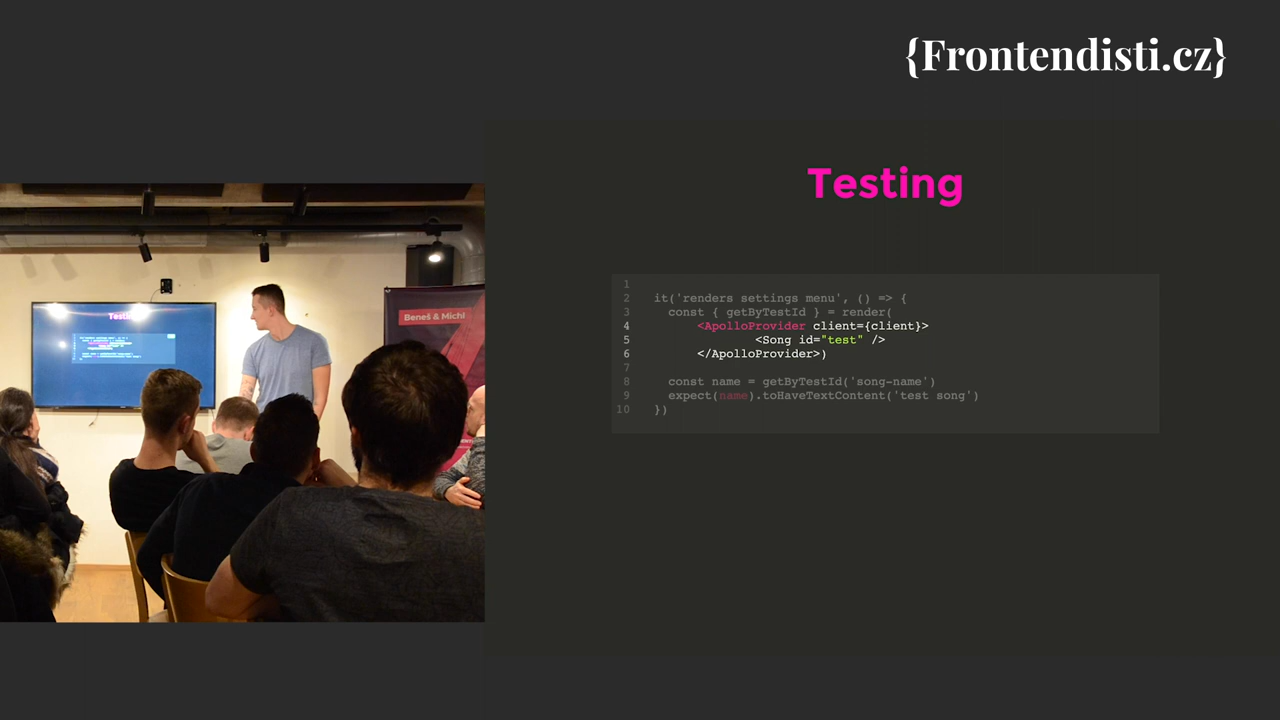 {Frontendisti.cz}
Testing
1
2 it('renders settings menu', () => {
3 const { getByTestId } = render(
4 <ApolloProvider client={client}>
5 <Song id="test" />
6 </ApolloProvider>)
7
8 const name = getByTestId('song-name')
9 expect(name).toHaveTextContent('test song')
10 })
Beneš & Michl